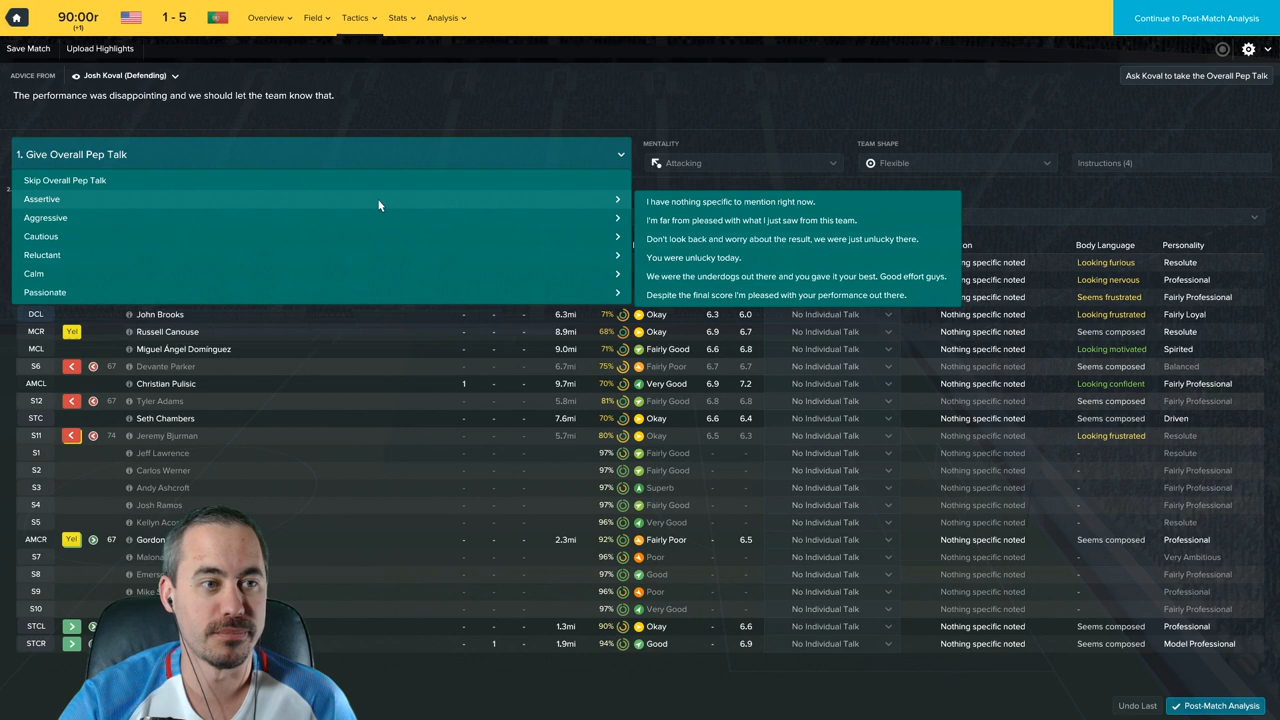 90:00r
(+1)
1 - 5
Overview
Field
Tactics
Stats
Analysis
Continue to Post-Match Analysis
Save Match
Upload Highlights
ADVICE FROM
Josh Koval (Defending)
Ask Koval to take the Overall Pep Talk
The performance was disappointing and we should let the team know that.
1. Give Overall Pep Talk
MENTALITY
TEAM SHAPE
Attacking
Flexible
Instructions (4)
Skip Overall Pep Talk
Assertive
Aggressive
Cautious
Reluctant
Calm
Passionate
I have nothing specific to mention right now.
I'm far from pleased with what I just saw from this team.
Don't look back and worry about the result, we were just unlucky there.
You were unlucky today.
We were the underdogs out there and you gave it your best. Good effort guys.
Despite the final score I'm pleased with your performance out there.
Body Language Personality
nothing specific noted Looking furious Resolute
nothing specific noted Looking nervous Professional
nothing specific noted Seems frustrated Fairly Professional
DCL John Brooks - - - 6.3mi 71% Okay 6.3 6.0 No Individual Talk Nothing specific noted Looking frustrated Fairly Loyal
MCR Yel Russell Canouse - - - 8.9mi 68% Okay 6.9 6.7 No Individual Talk Nothing specific noted Seems composed Resolute
MCL Miguel Ángel Domínguez - - - 9.0mi 71% Fairly Good 6.6 6.8 No Individual Talk Nothing specific noted Looking motivated Spirited
S6 67 Devante Parker - - - 6.7mi 75% Fairly Poor 6.7 6.7 No Individual Talk Nothing specific noted Seems composed Balanced
AMCL Christian Pulisic 1 - - 9.7mi 70% Very Good 6.9 7.2 No Individual Talk Nothing specific noted Looking confident Fairly Professional
S12 67 Tyler Adams - - - 5.8mi 81% Fairly Good 6.8 6.8 No Individual Talk Nothing specific noted Seems composed Fairly Professional
STC Seth Chambers - - - 7.6mi 70% Okay 6.6 6.4 No Individual Talk Nothing specific noted Seems composed Driven
S11 74 Jeremy Bjurman - - - 5.7mi 80% Okay 6.5 6.3 No Individual Talk Nothing specific noted Looking frustrated Resolute
S1 Jeff Lawrence 97% Fairly Good - - No Individual Talk Nothing specific noted - Resolute
S2 Carlos Werner 97% Fairly Good - - No Individual Talk Nothing specific noted - Fairly Professional
S3 Andy Ashcroft 97% Superb - - No Individual Talk Nothing specific noted - Fairly Professional
S4 Josh Ramos 97% Fairly Good - - No Individual Talk Nothing specific noted - Fairly Professional
S5 Kellyn 96% Very Good - - No Individual Talk Nothing specific noted - Resolute
AMCR Yel 67 Gordon - - - 2.3mi 92% Fairly Poor - 6.5 No Individual Talk Nothing specific noted Seems composed Professional
S7 96% Poor - - No Individual Talk Nothing specific noted - Very Ambitious
S8 97% Good - - No Individual Talk Nothing specific noted - Fairly Professional
S9 Mike 96% Poor - - No Individual Talk Nothing specific noted - Professional
S10 97% Very Good - - No Individual Talk Nothing specific noted - Fairly Professional
STCL - - - 1.3mi 90% Okay - 6.6 No Individual Talk Nothing specific noted Seems composed Professional
STCR - 1 - 1.9mi 94% Good - 6.9 No Individual Talk Nothing specific noted Seems composed Model Professional
Undo Last
Post-Match Analysis